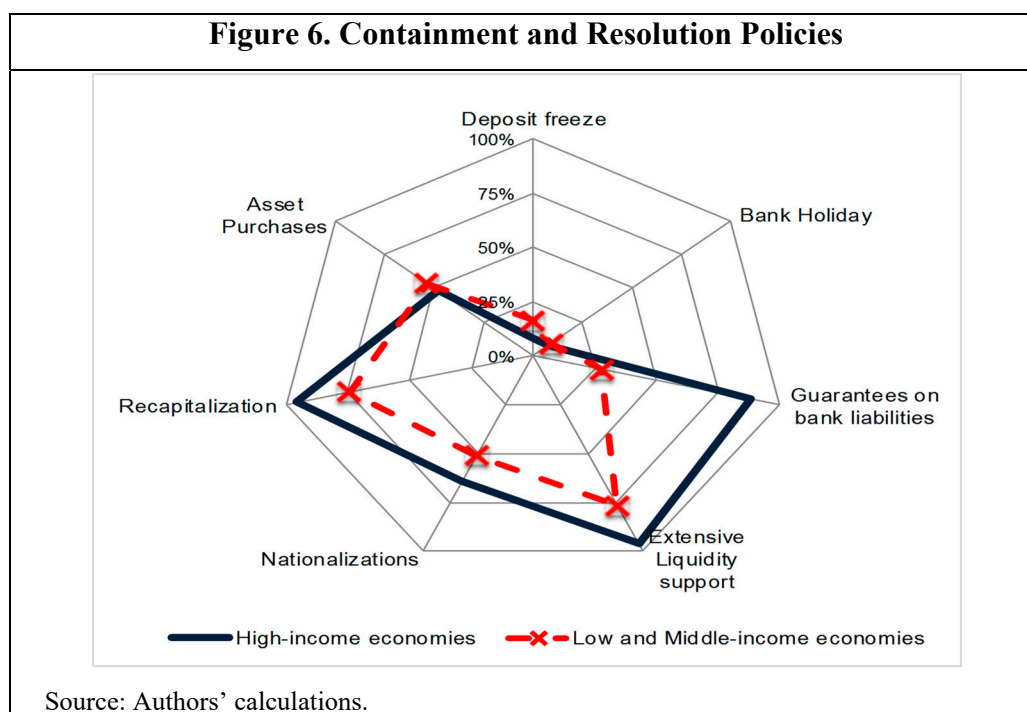 Figure 6. Containment and Resolution Policies
Deposit freeze
100%
75%
50%
25%
0%
Asset
Purchases
Bank Holiday
Recapitalization
Guarantees on
bank liabilities
Nationalizations
Extensive
Liquidity
support
High-income economies
Low and Middle-income economies
Source: Authors’ calculations.